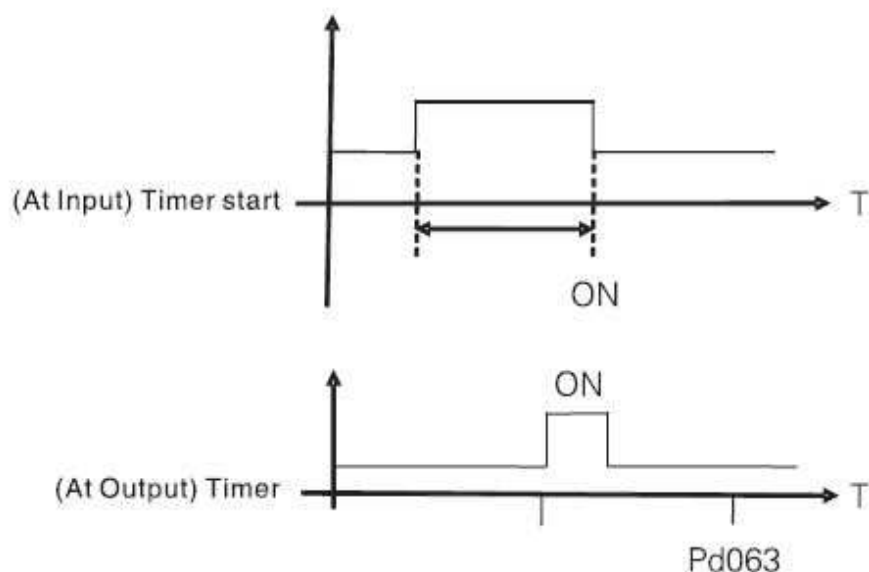 (At Input) Timer start
T
ON
ON
(At Output) Timer
T
Pd063